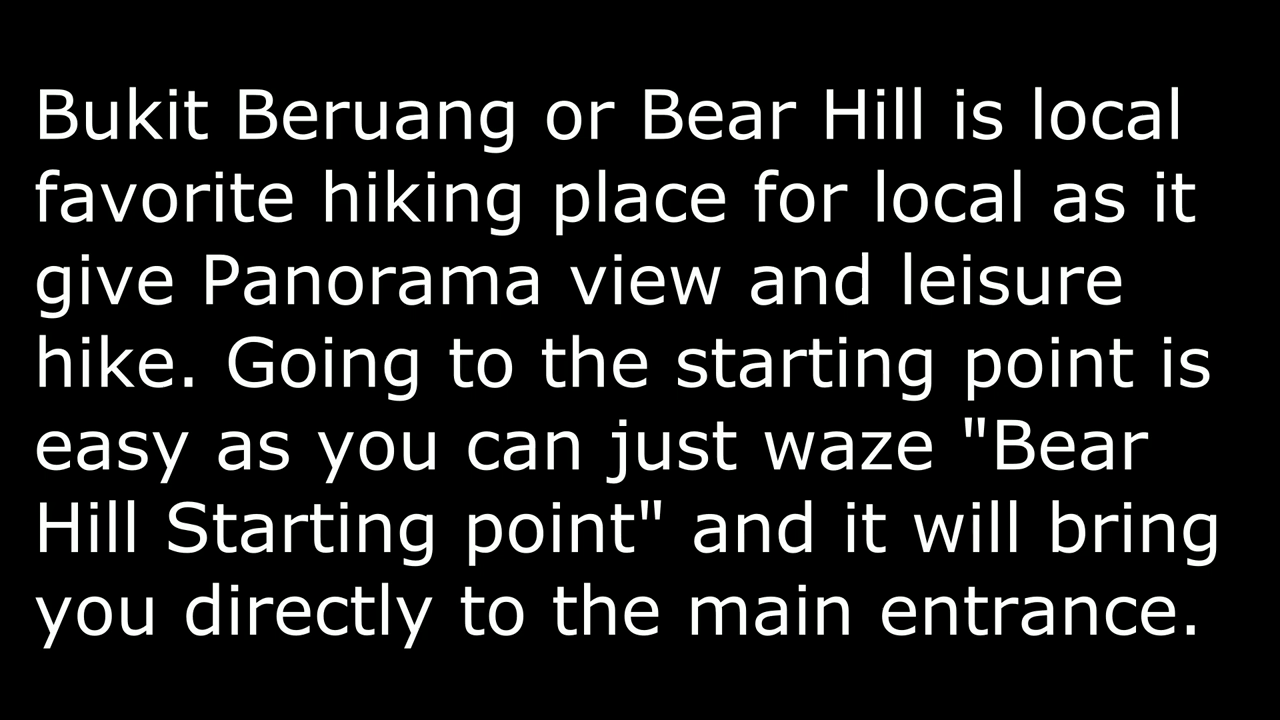 Bukit Beruang or Bear Hill is local
favorite hiking place for local as it
give Panorama view and leisure
hike. Going to the starting point is
easy as you can just waze "Bear
Hill Starting point" and it will bring
you directly to the main entrance.